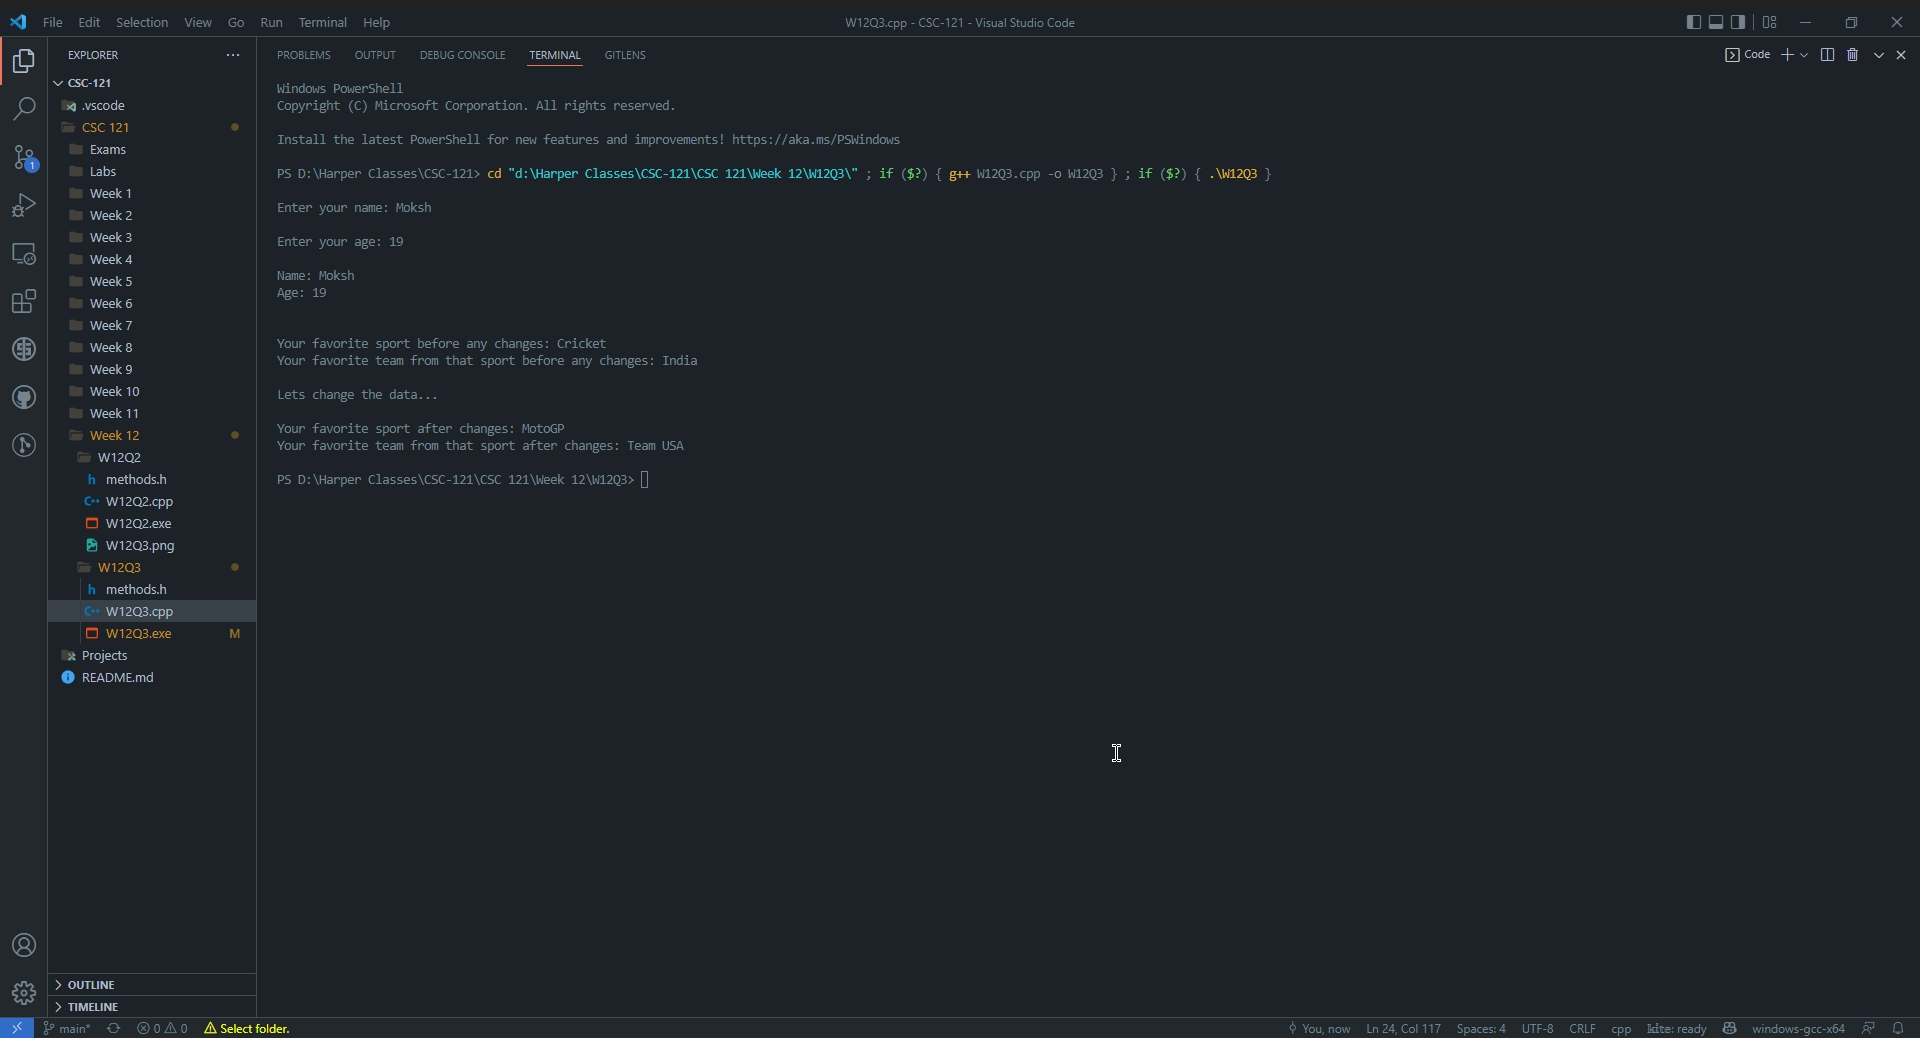 File Edit Selection View Go Run Terminal Help
W12Q3.cpp - CSC-121 - Visual Studio Code
EXPLORER
CSC-121
.vscode
CSC 121
Exams
Labs
Week 1
Week 2
Week 3
Week 4
Week 5
Week 6
Week 7
Week 8
Week 9
Week 10
Week 11
Week 12
W12Q2
methods.h
W12Q2.cpp
W12Q2.exe
W12Q3.png
W12Q3
methods.h
W12Q3.cpp
W12Q3.exe M
Projects
README.md
OUTLINE
TIMELINE
PROBLEMS OUTPUT DEBUG CONSOLE TERMINAL GITLENS
Code
Windows PowerShell
Copyright (C) Microsoft Corporation. All rights reserved.
Install the latest PowerShell for new features and improvements! https://aka.ms/PSWindows
PS D:\Harper Classes\CSC-121> cd "d:\Harper Classes\CSC-121\CSC 121\Week 12\W12Q3\" ; if ($?) { g++ W12Q3.cpp -o W12Q3 } ; if ($?) { .\W12Q3 }
Enter your name: Moksh
Enter your age: 19
Name: Moksh
Age: 19
Your favorite sport before any changes: Cricket
Your favorite team from that sport before any changes: India
Lets change the data...
Your favorite sport after changes: MotoGP
Your favorite team from that sport after changes: Team USA
PS D:\Harper Classes\CSC-121\CSC 121\Week 12\W12Q3>
1
main* 0 0 Select folder. You, now Ln 24, Col 117 Spaces: 4 UTF-8 CRLF cpp kite: ready windows-gcc-x64